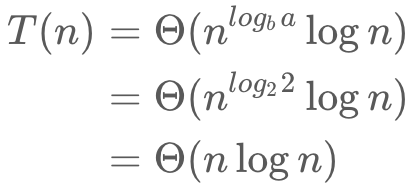 T(n) = Θ(n^{log_b a} log n)
= Θ(n^{log_2 2} log n)
= Θ(n log n)